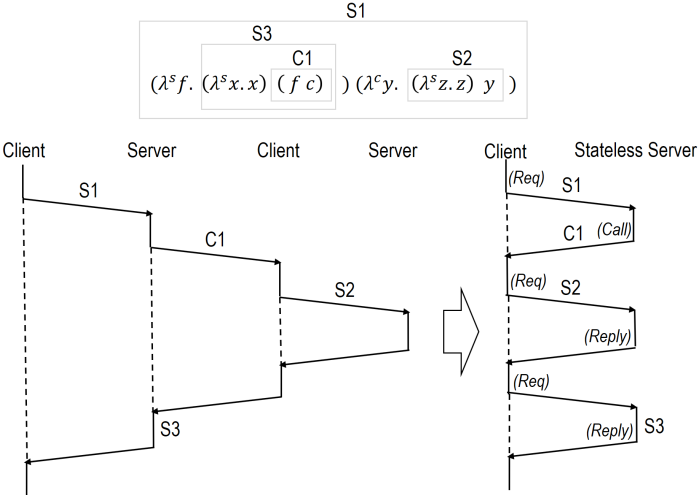 S1
S3
C1
S2
(λˢf. (λˢx.x) (f c) ) (λᶜy. (λˢz.z) y )
Client Server Client Server Client Stateless Server
(Req) S1
S1
C1 C1 (Call)
S2 (Req) S2
(Reply)
(Req)
S3 (Reply) S3